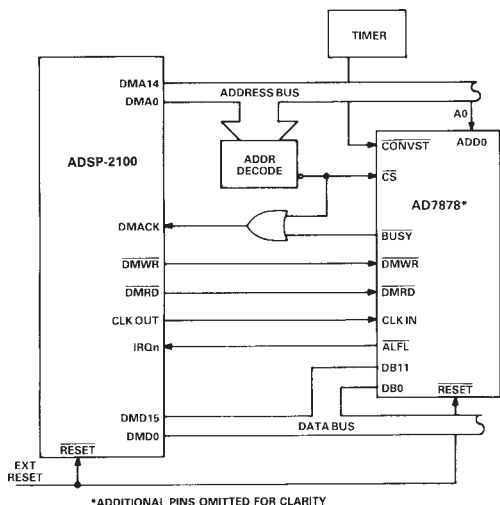 TIMER
DMA14
DMA0
ADDRESS BUS
A0
ADD0
ADSP-2100
ADDR
DECODE
CONVST
CS
AD7878*
DMACK
BUSY
DMWR
DMWR
DMRD
DMRD
CLK OUT
CLK IN
IRQn
ALFL
DB11
DB0
RESET
DMD15
DMD0
DATA BUS
RESET
EXT
RESET
*ADDITIONAL PINS OMITTED FOR CLARITY